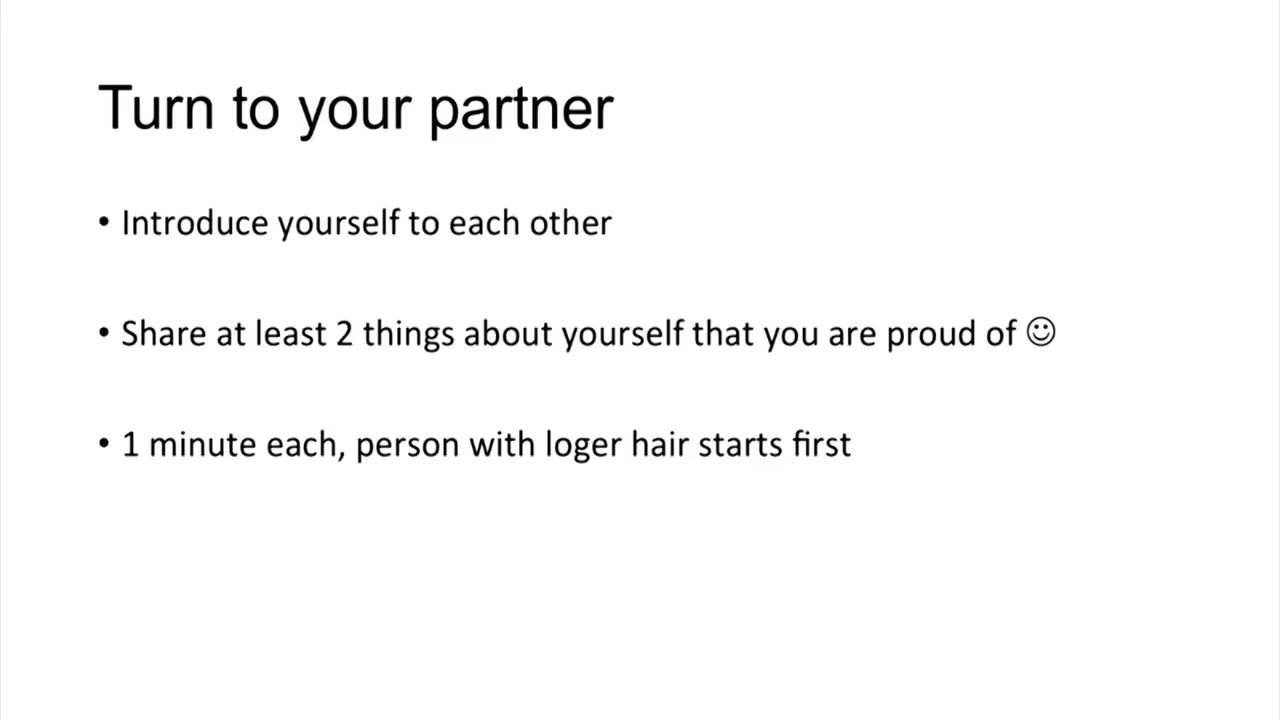 Turn to your partner
• Introduce yourself to each other
• Share at least 2 things about yourself that you are proud of ☺
• 1 minute each, person with loger hair starts first